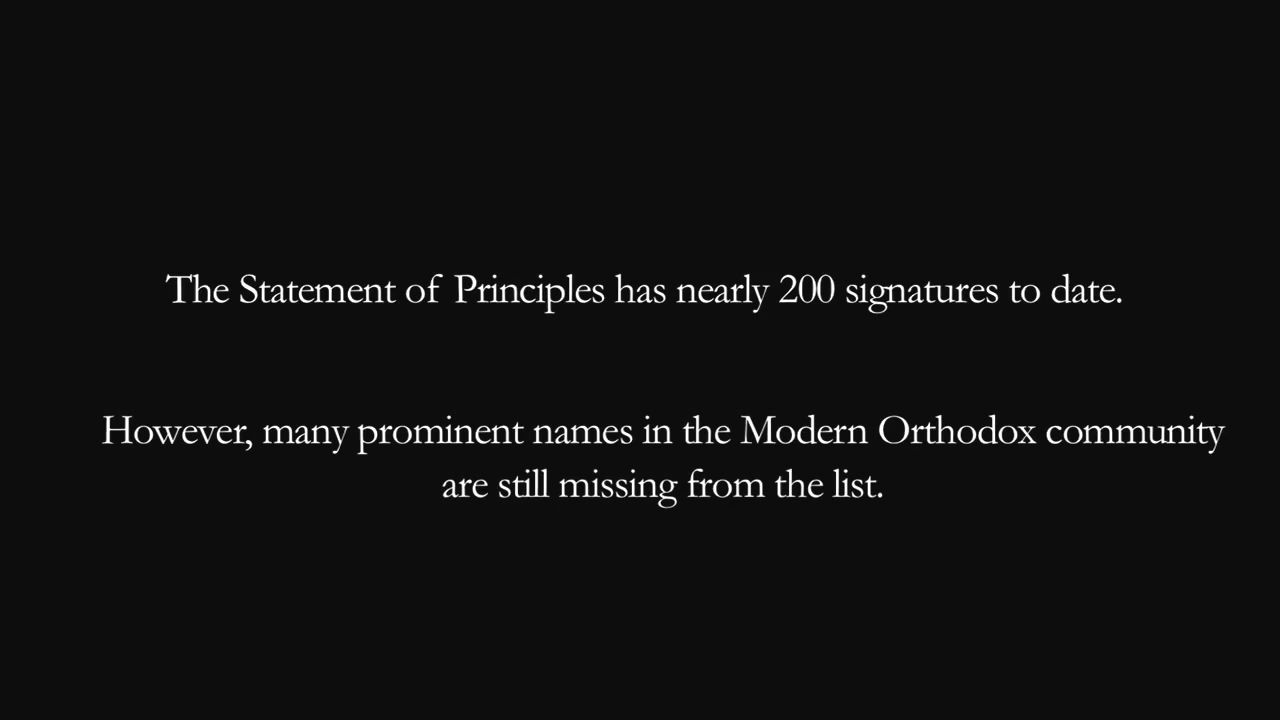 The Statement of Principles has nearly 200 signatures to date.
However, many prominent names in the Modern Orthodox community
are still missing from the list.